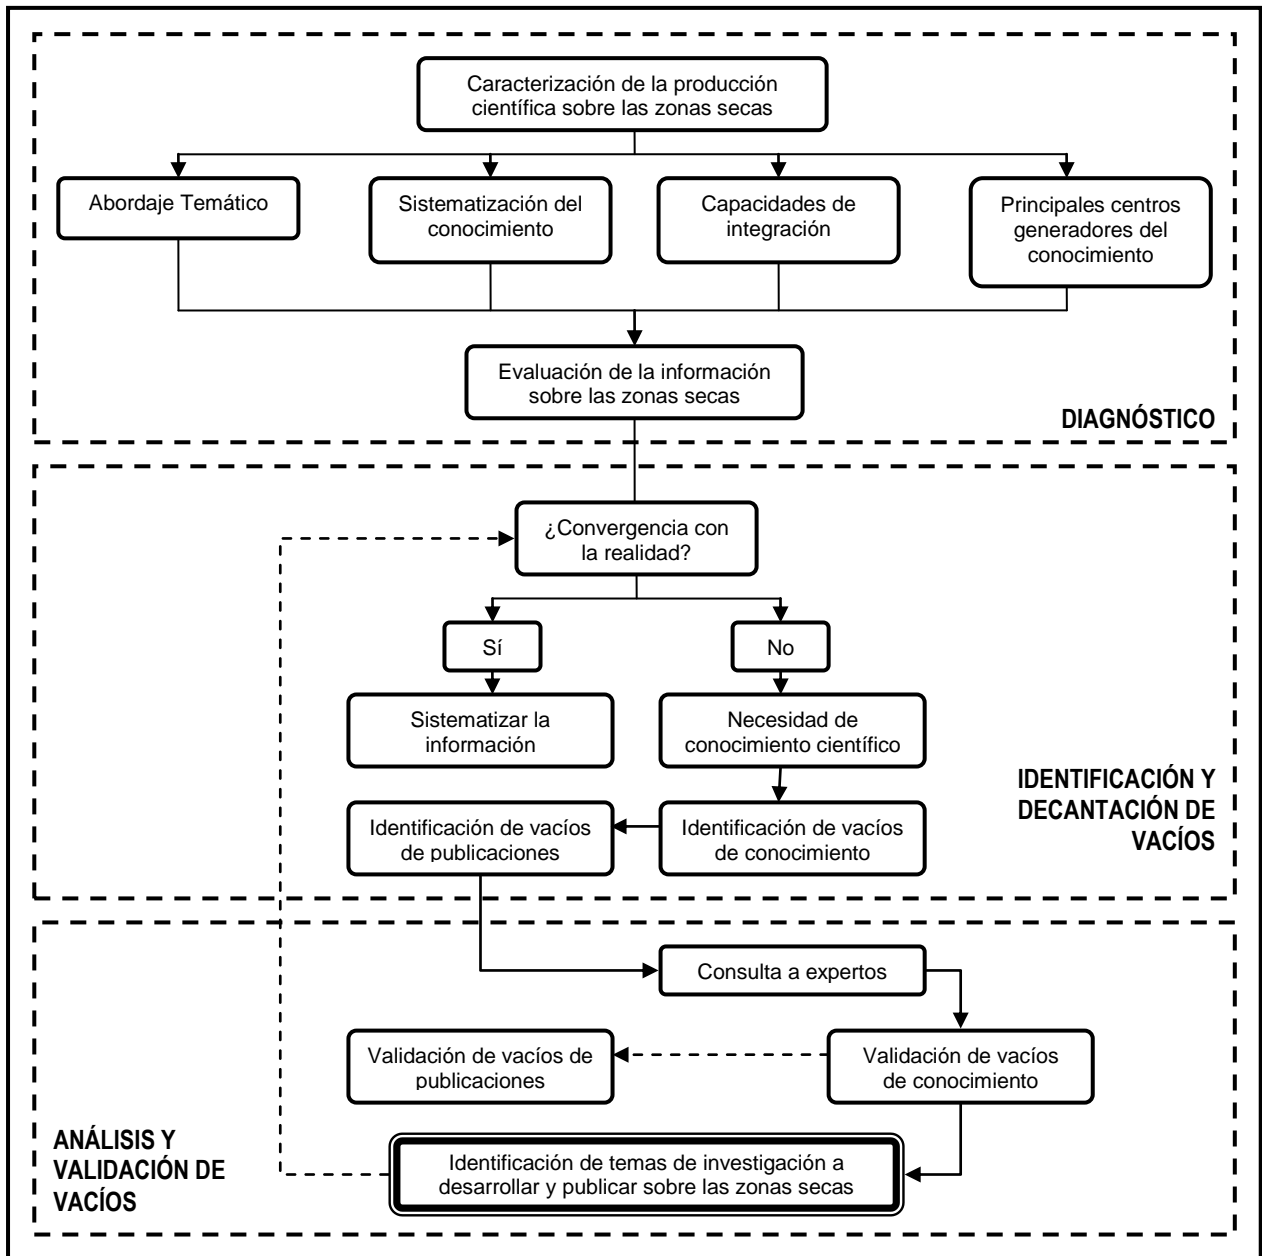 Caracterización de la producción
científica sobre las zonas secas
Abordaje Temático
Sistematización del
conocimiento
Capacidades de
integración
Principales centros
generadores del
conocimiento
Evaluación de la información
sobre las zonas secas
DIAGNÓSTICO
¿Convergencia con
la realidad?
Sí
No
Sistematizar la
información
Necesidad de
conocimiento científico
Identificación de vacíos
de publicaciones
Identificación de vacíos
de conocimiento
IDENTIFICACIÓN Y
DECANTACIÓN DE
VACÍOS
Consulta a expertos
Validación de vacíos de
publicaciones
Validación de vacíos
de conocimiento
Identificación de temas de investigación a
desarrollar y publicar sobre las zonas secas
ANÁLISIS Y
VALIDACIÓN DE
VACÍOS